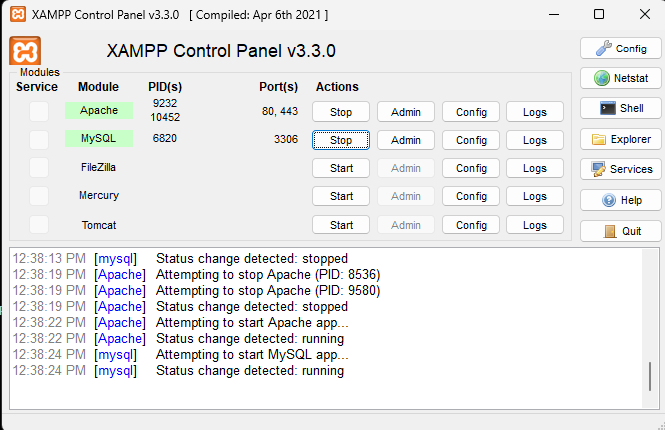 XAMPP Control Panel v3.3.0 [ Compiled: Apr 6th 2021 ]
XAMPP Control Panel v3.3.0
Config
Modules
Service Module PID(s) Port(s) Actions
Netstat
Apache 9232 10452 80, 443 Stop Admin Config Logs
Shell
MySQL 6820 3306 Stop Admin Config Logs
Explorer
FileZilla Start Admin Config Logs
Services
Mercury Start Admin Config Logs
Help
Tomcat Start Admin Config Logs
Quit
12:38:13 PM [mysql] Status change detected: stopped
12:38:19 PM [Apache] Attempting to stop Apache (PID: 8536)
12:38:19 PM [Apache] Attempting to stop Apache (PID: 9580)
12:38:19 PM [Apache] Status change detected: stopped
12:38:22 PM [Apache] Attempting to start Apache app...
12:38:22 PM [Apache] Status change detected: running
12:38:24 PM [mysql] Attempting to start MySQL app...
12:38:24 PM [mysql] Status change detected: running